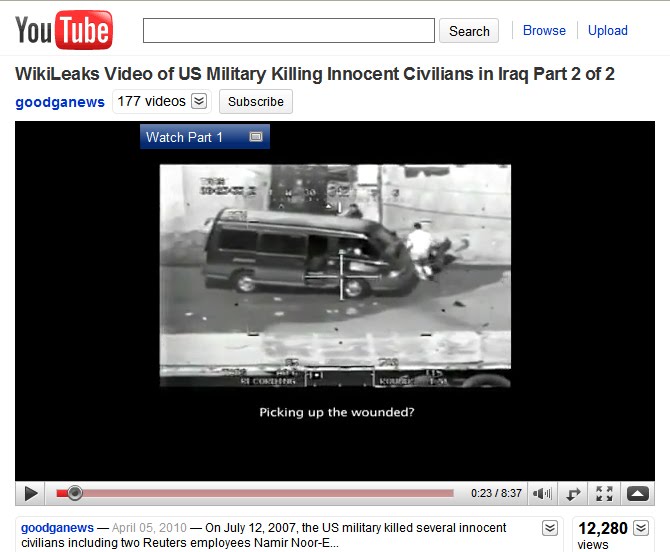 YouTube
Search
Browse
Upload
WikiLeaks Video of US Military Killing Innocent Civilians in Iraq Part 2 of 2
goodganews
177 videos
Subscribe
Watch Part 1
RECORDING
Picking up the wounded?
0:23 / 8:37
goodganews — April 05, 2010 — On July 12, 2007, the US military killed several innocent
civilians including two Reuters employees Namir Noor-E...
12,280
views